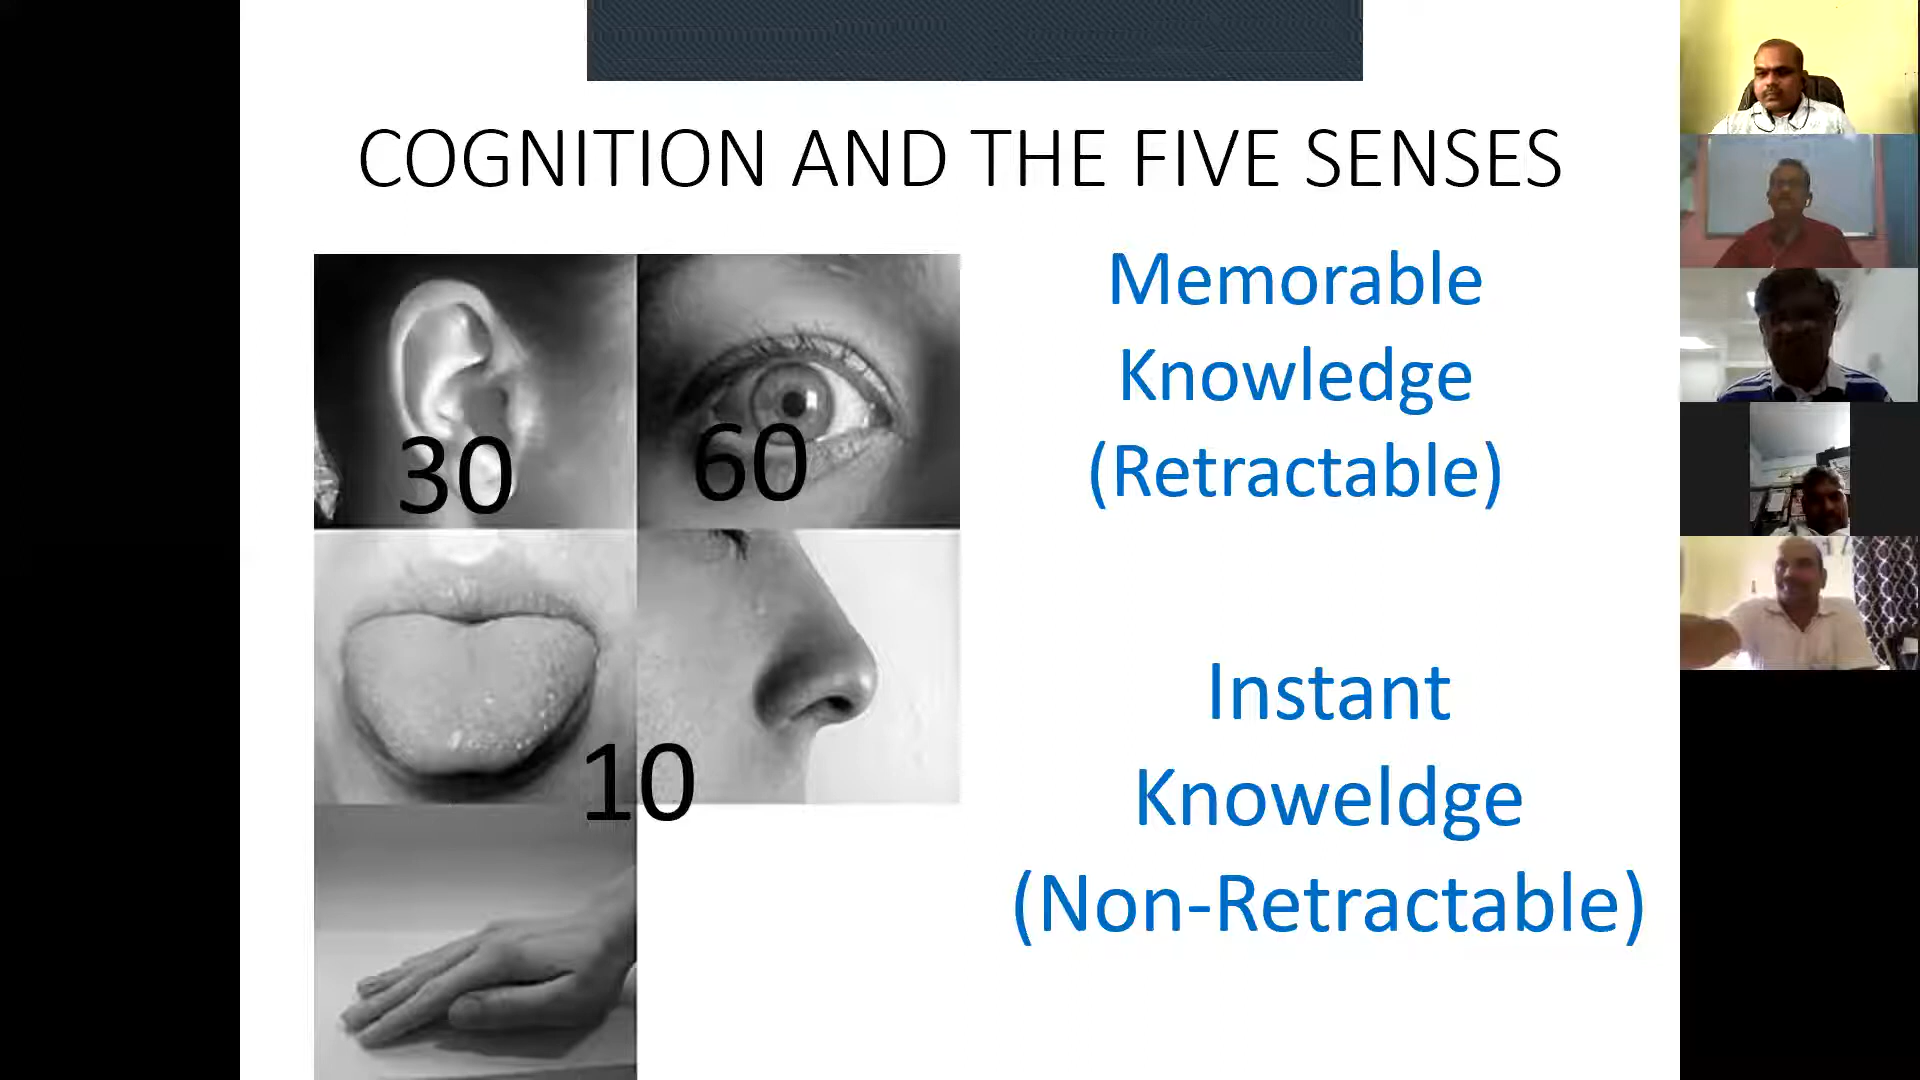 COGNITION AND THE FIVE SENSES
30
60
10
Memorable
Knowledge
(Retractable)
Instant
Knoweldge
(Non-Retractable)